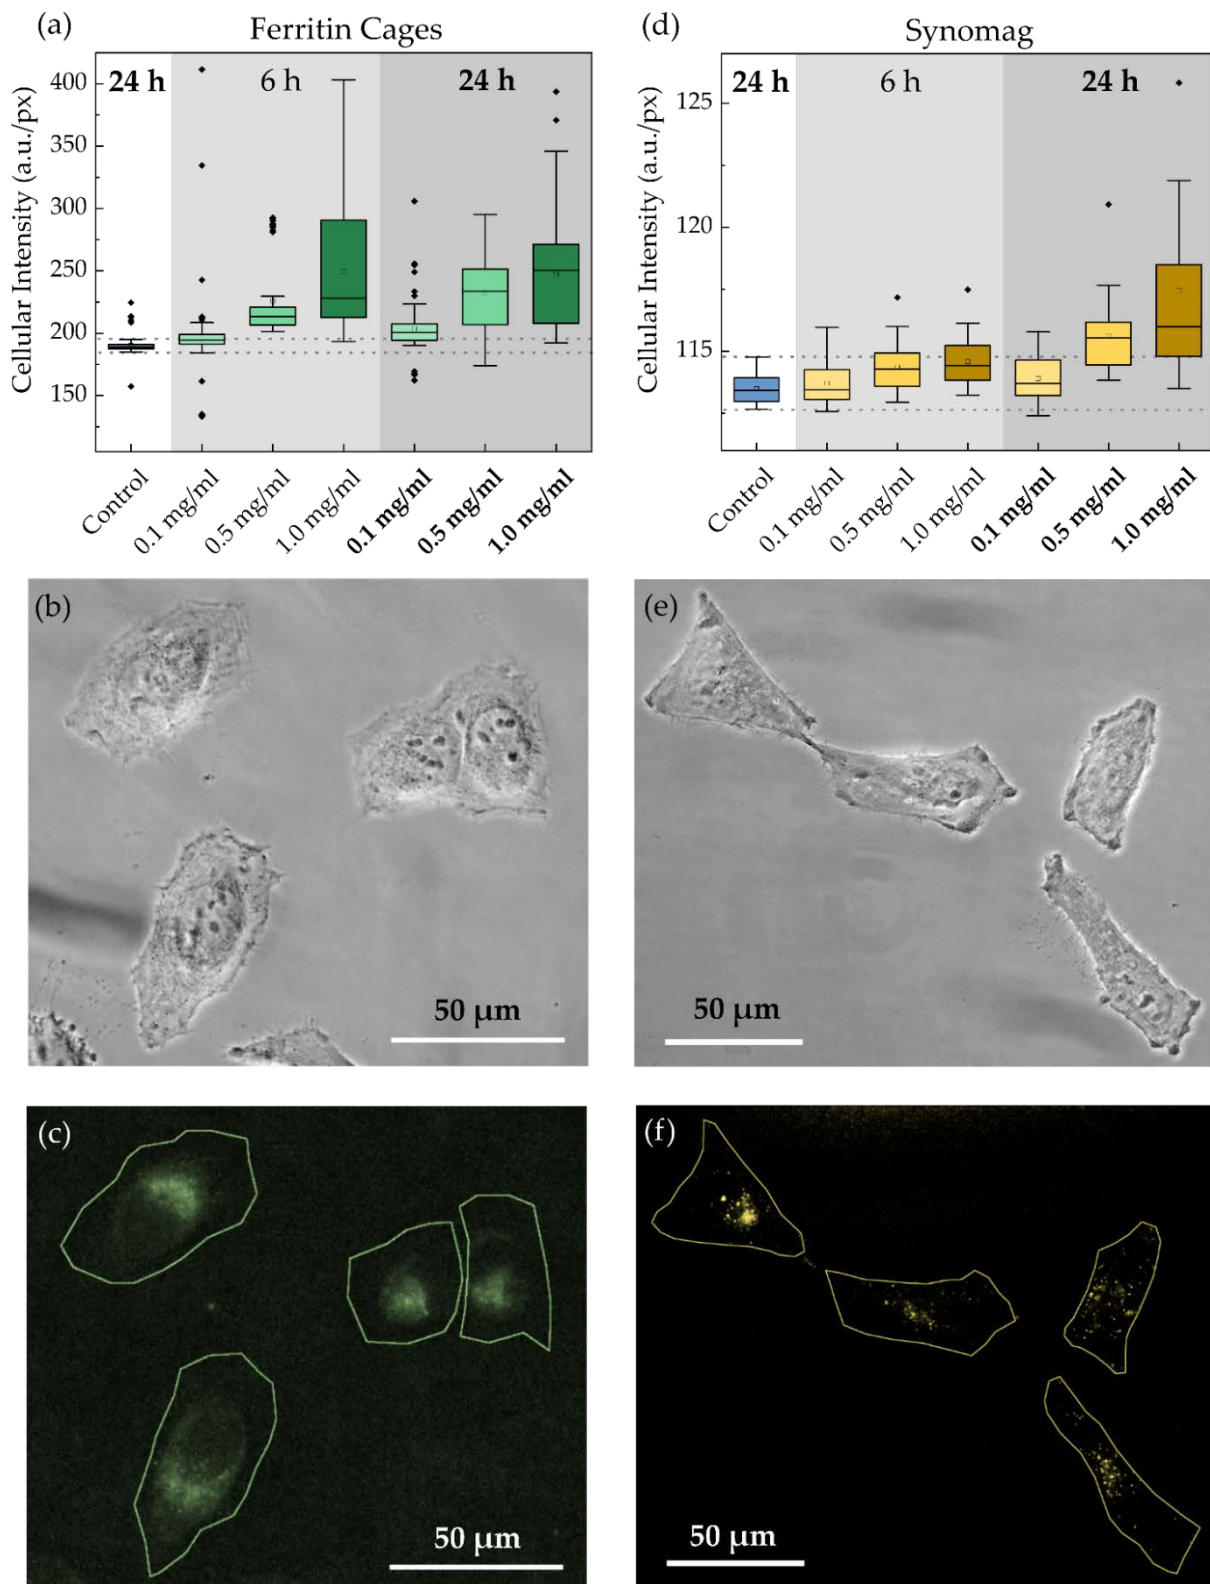 (a)
Ferritin Cages
Cellular Intensity (a.u./px)
400
350
300
250
200
150
24 h
6 h
24 h
Control
0.1 mg/ml
0.5 mg/ml
1.0 mg/ml
0.1 mg/ml
0.5 mg/ml
1.0 mg/ml
(d)
Synomag
Cellular Intensity (a.u./px)
125
120
115
24 h
6 h
24 h
Control
0.1 mg/ml
0.5 mg/ml
1.0 mg/ml
0.1 mg/ml
0.5 mg/ml
1.0 mg/ml
(b)
50 µm
(e)
50 µm
(c)
50 µm
(f)
50 µm